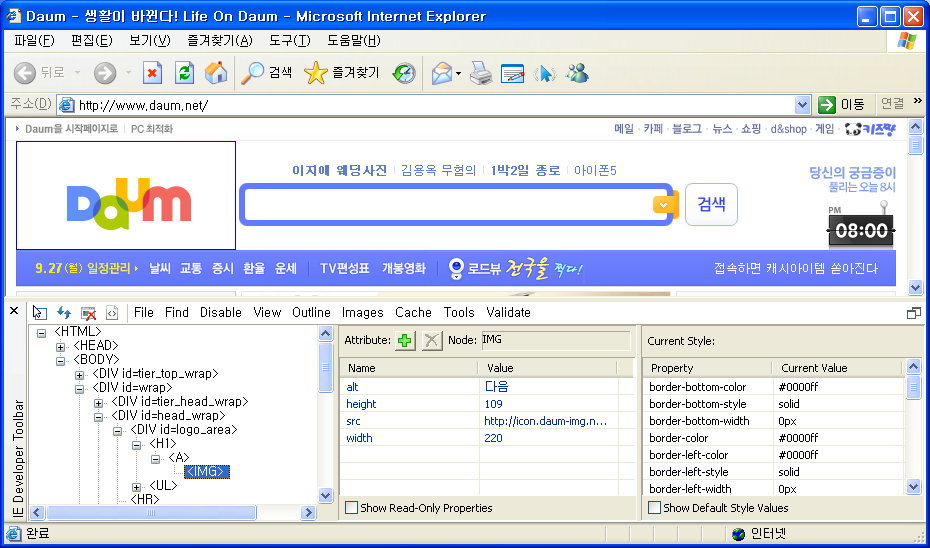 Daum - 생활이 바뀐다! Life On Daum - Microsoft Internet Explorer
파일(F) 편집(E) 보기(V) 즐겨찾기(A) 도구(T) 도움말(H)
뒤로 검색 즐겨찾기
주소(D) http://www.daum.net/ 이동 연결 »
Daum을 시작페이지로 | PC 최적화 메일 · 카페 · 블로그 · 뉴스 · 쇼핑 · d&shop · 게임 · 키즈짱
이지애 웨딩사진 | 김용옥 무혐의 | 1박2일 종로 | 아이폰5
당신의 궁금증이
풀리는 오늘 8시
Daum
검색
PM
08:00
9.27(월) 일정관리 날씨 교통 증시 환율 운세 TV편성표 개봉영화 로드뷰 전국을 찍다! 접속하면 캐시아이템 쏟아진다
File Find Disable View Outline Images Cache Tools Validate
IE Developer Toolbar
<HTML>
<HEAD>
<BODY>
<DIV id=tier_top_wrap>
<DIV id=wrap>
<DIV id=tier_head_wrap>
<DIV id=head_wrap>
<DIV id=logo_area>
<H1>
<A>
<IMG>
<UL>
<HR>
Attribute: Node: IMG
Name Value
alt 다음
height 109
src http://icon.daum-img.n...
width 220
Show Read-Only Properties
Current Style:
Property Current Value
border-bottom-color #0000ff
border-bottom-style solid
border-bottom-width 0px
border-color #0000ff
border-left-color #0000ff
border-left-style solid
border-left-width 0px
Show Default Style Values
완료 인터넷